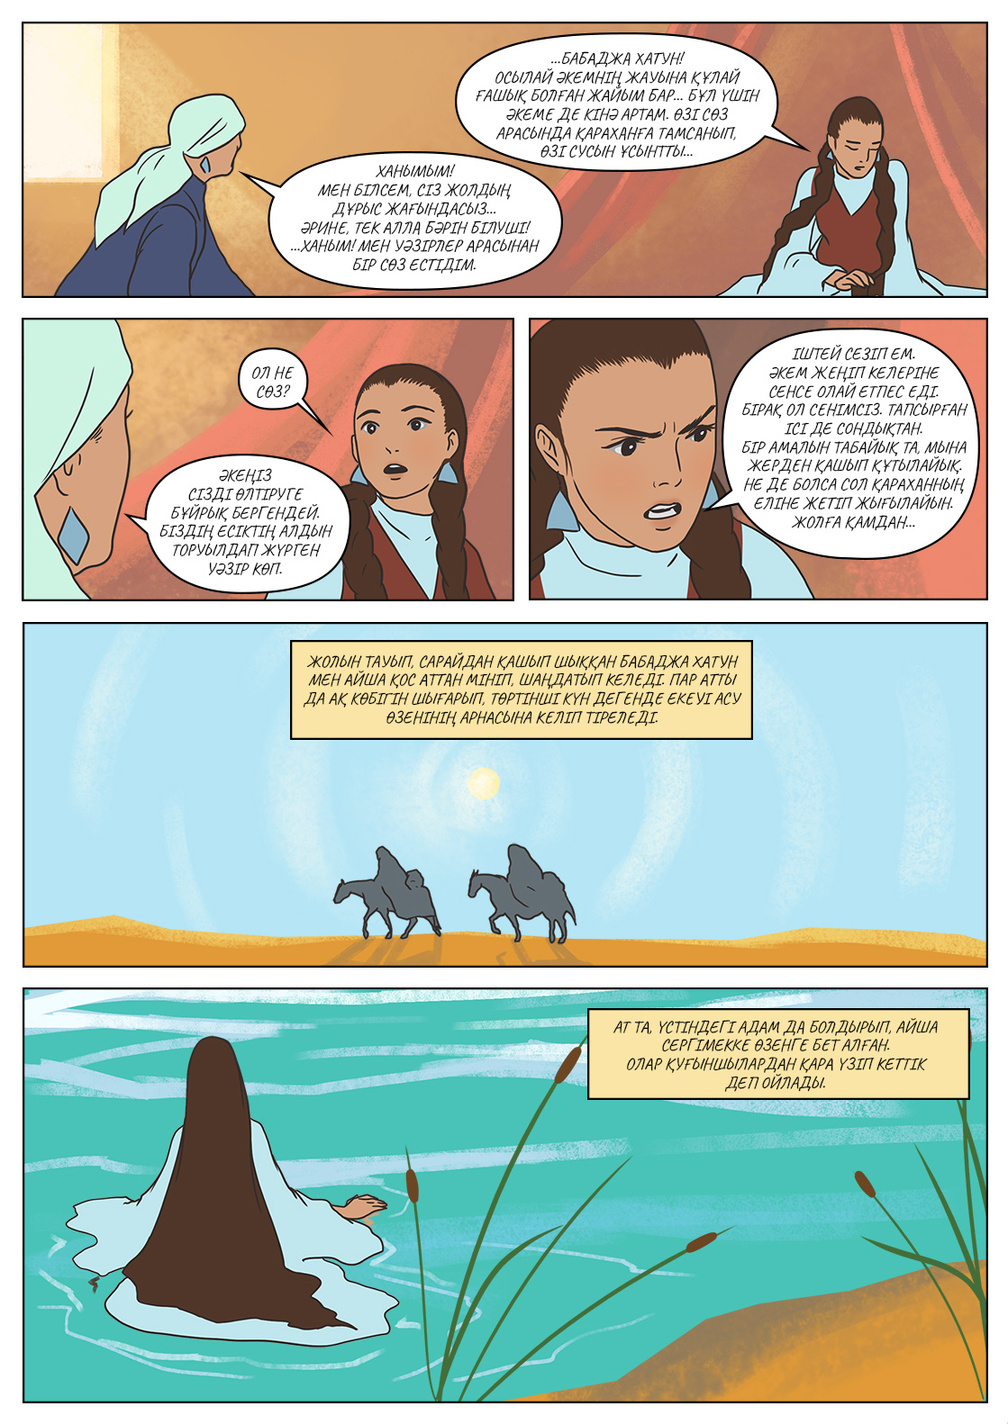 ...БАБАДЖА ХАТУН!
ОСЫЛАЙ ӘКЕМНІҢ ЖАУЫНА ҚҰЛАЙ
ҒАШЫҚ БОЛҒАН ЖАЙЫМ БАР... БҰЛ ҮШІН
ӘКЕМЕ ДЕ КІНӘ АРТАМ. ӨЗІ СӨЗ
АРАСЫНДА ҚАРАХАНҒА ТАМСАНЫП,
ӨЗІ СУСЫН ҰСЫНТТЫ...
ХАНЫМЫМ!
МЕН БІЛСЕМ, СІЗ ЖОЛДЫҢ
ДҰРЫС ЖАҒЫНДАСЫЗ...
ӘРИНЕ, ТЕК АЛЛА БӘРІН БІЛУШІ!
...ХАНЫМ! МЕН УӘЗІРЛЕР АРАСЫНАН
БІР СӨЗ ЕСТІДІМ.
ОЛ НЕ
СӨЗ?
ӘКЕҢІЗ
СІЗДІ ӨЛТІРУГЕ
БҰЙРЫҚ БЕРГЕНДЕЙ.
БІЗДІҢ ЕСІКТІҢ АЛДЫН
ТОРУЫЛДАП ЖҮРГЕН
УӘЗІР КӨП.
ІШТЕЙ СЕЗІП ЕМ.
ӘКЕМ ЖЕҢІП КЕЛЕРІНЕ
СЕНСЕ ОЛАЙ ЕТПЕС ЕДІ.
БІРАҚ ОЛ СЕНІМСІЗ. ТАПСЫРҒАН
ІСІ ДЕ СОНДЫҚТАН.
БІР АМАЛЫН ТАБАЙЫҚ ТА, МЫНА
ЖЕРДЕН ҚАШЫП ҚҰТЫЛАЙЫҚ.
НЕ ДЕ БОЛСА СОЛ ҚАРАХАННЫҢ
ЕЛІНЕ ЖЕТІП ЖЫҒЫЛАЙЫН.
ЖОЛҒА ҚАМДАН...
ЖОЛЫН ТАУЫП, САРАЙДАН ҚАШЫП ШЫҚҚАН БАБАДЖА ХАТУН
МЕН АЙША ҚОС АТТАН МІНІП, ШАҢДАТЫП КЕЛЕДІ. ПАР АТТЫ
ДА АҚ КӨБІГІН ШЫҒАРЫП, ТӨРТІНШІ КҮН ДЕГЕНДЕ ЕКЕУІ АСУ
ӨЗЕНІНІҢ АРНАСЫНА КЕЛІП ТІРЕЛЕДІ.
АТ ТА, ҮСТІНДЕГІ АДАМ ДА БОЛДЫРЫП, АЙША
СЕРГІМЕККЕ ӨЗЕНГЕ БЕТ АЛҒАН.
ОЛАР ҚУҒЫНШЫЛАРДАН ҚАРА ҮЗІП КЕТТІК
ДЕП ОЙЛАДЫ.